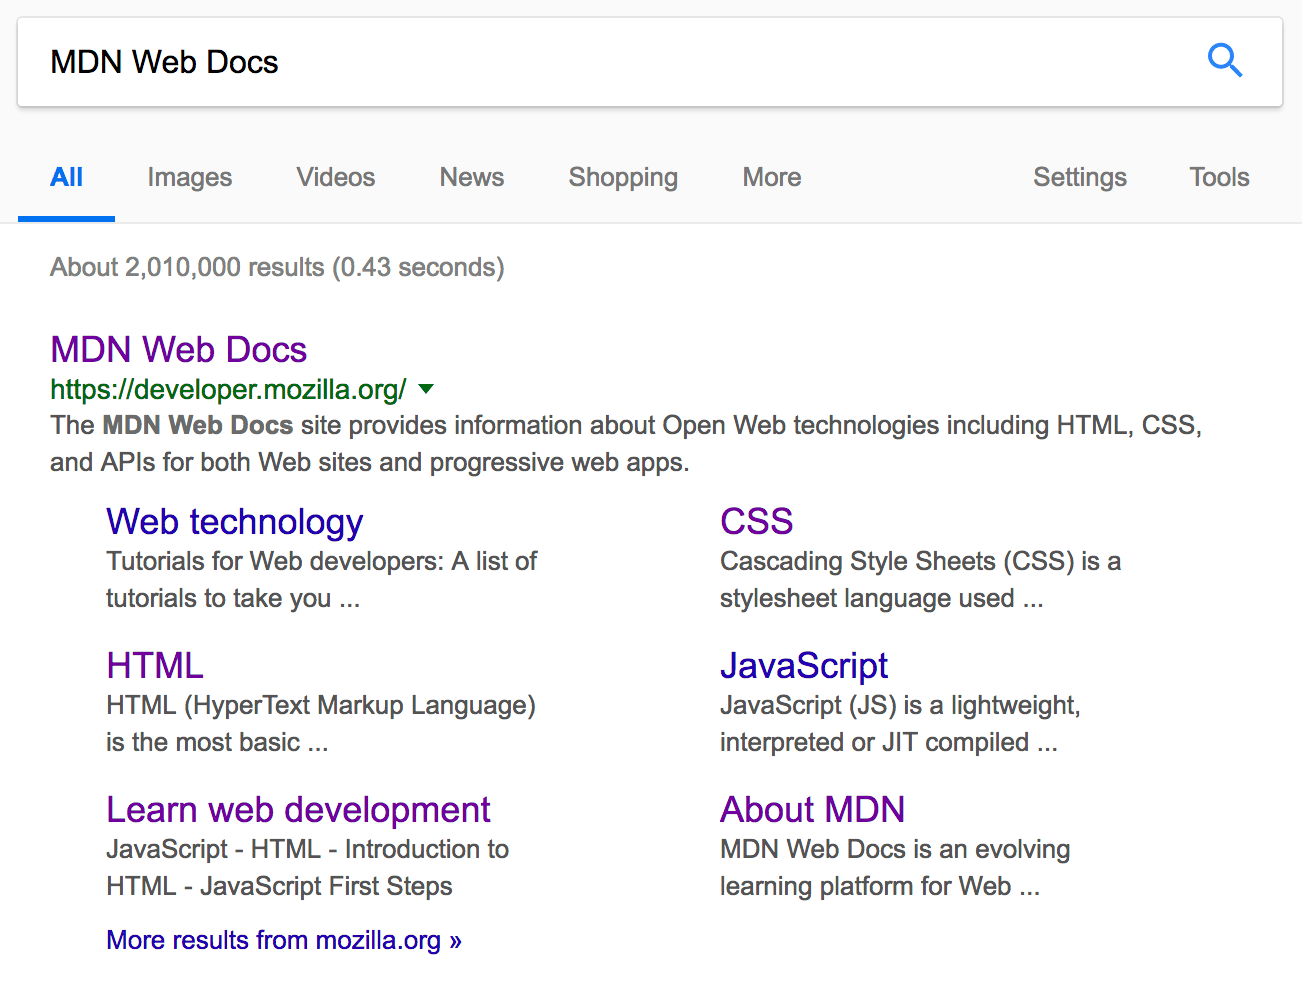 MDN Web Docs
All Images Videos News Shopping More Settings Tools
About 2,010,000 results (0.43 seconds)
MDN Web Docs
https://developer.mozilla.org/
The MDN Web Docs site provides information about Open Web technologies including HTML, CSS,
and APIs for both Web sites and progressive web apps.
Web technology
Tutorials for Web developers: A list of
tutorials to take you ...
CSS
Cascading Style Sheets (CSS) is a
stylesheet language used ...
HTML
HTML (HyperText Markup Language)
is the most basic ...
JavaScript
JavaScript (JS) is a lightweight,
interpreted or JIT compiled ...
Learn web development
JavaScript - HTML - Introduction to
HTML - JavaScript First Steps
About MDN
MDN Web Docs is an evolving
learning platform for Web ...
More results from mozilla.org »